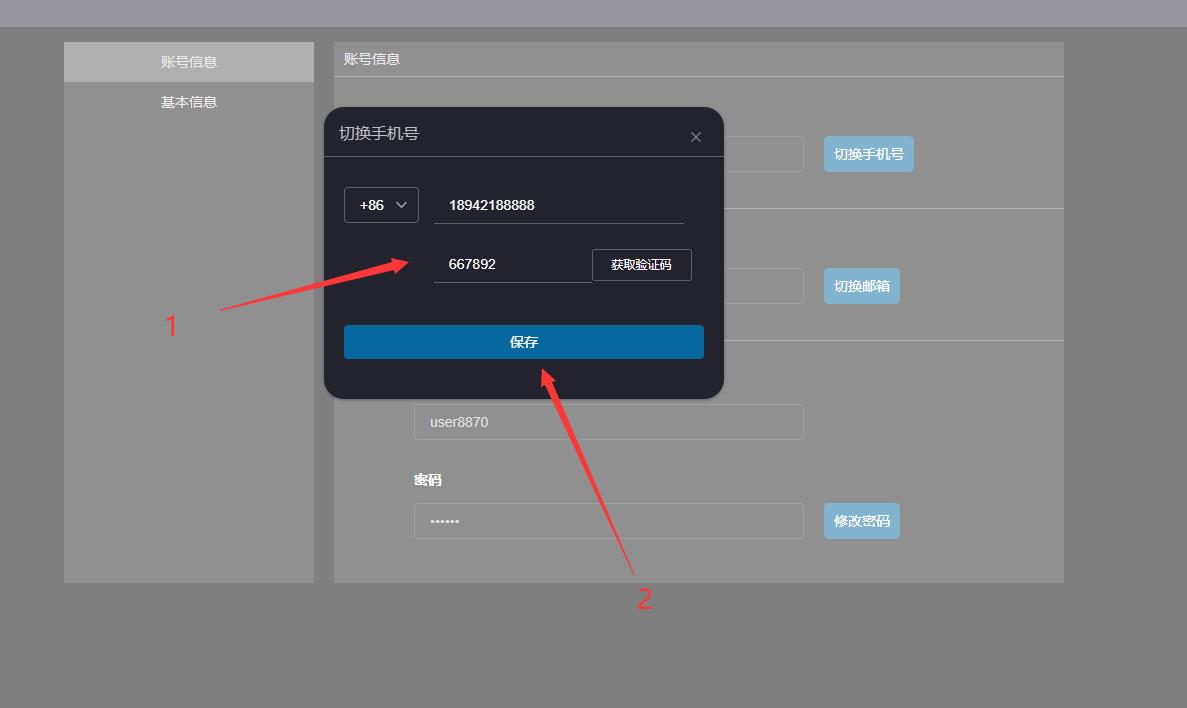 账号信息
基本信息
账号信息
切换手机号
切换手机号
+86
18942188888
667892
获取验证码
切换邮箱
1
保存
user8870
密码
••••••
修改密码
2